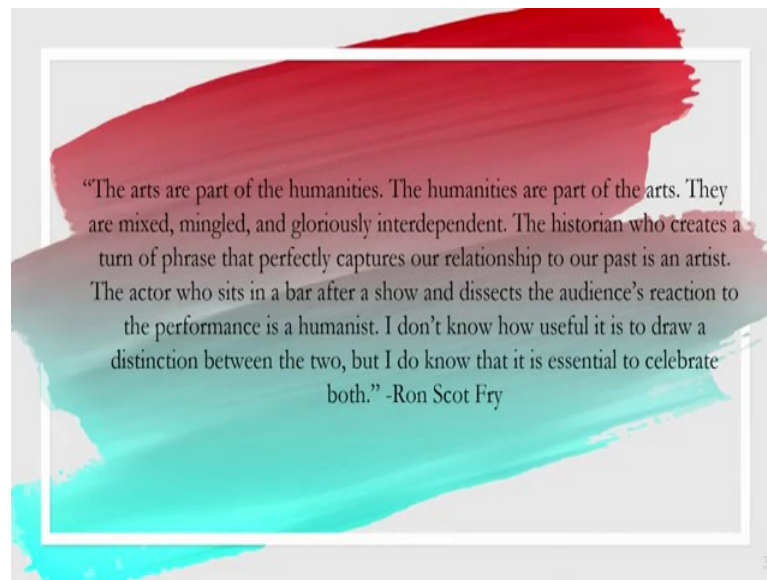 “The arts are part of the humanities. The humanities are part of the arts. They
are mixed, mingled, and gloriously interdependent. The historian who creates a
turn of phrase that perfectly captures our relationship to our past is an artist.
The actor who sits in a bar after a show and dissects the audience’s reaction to
the performance is a humanist. I don’t know how useful it is to draw a
distinction between the two, but I do know that it is essential to celebrate
both.” -Ron Scot Fry